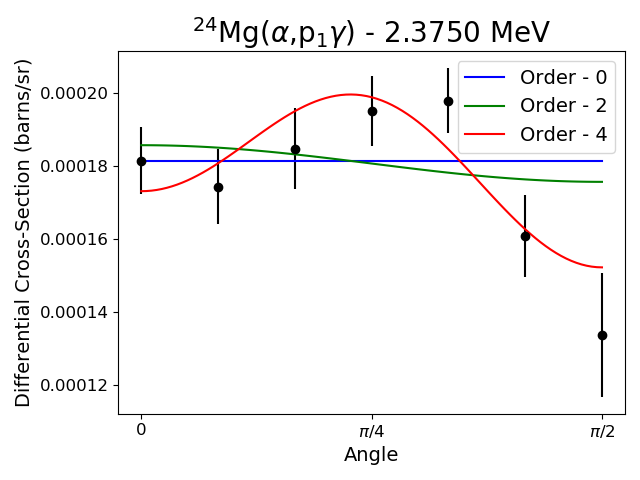 ²⁴Mg(α,p₁γ) - 2.3750 MeV
Order - 0
Order - 2
Order - 4
Differential Cross-Section (barns/sr)
0.00020
0.00018
0.00016
0.00014
0.00012
0
π/4
π/2
Angle